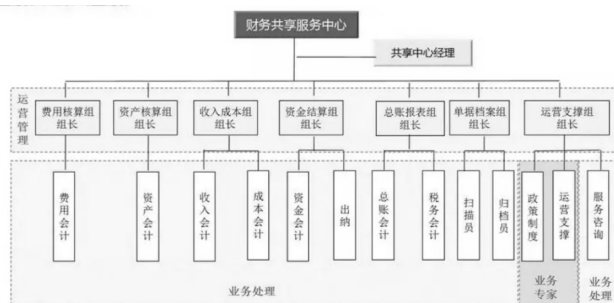 财务共享服务中心
共享中心经理
运营管理
费用核算组
组长
资产核算组
组长
收入成本组
组长
资金结算组
组长
总账报表组
组长
单据档案组
组长
运营支撑组
组长
费用会计
资产会计
收入会计
成本会计
资金会计
出纳
总账会计
税务会计
扫描员
归档员
政策制度
运营支撑
服务咨询
业务处理
业务
专家
业务
处理